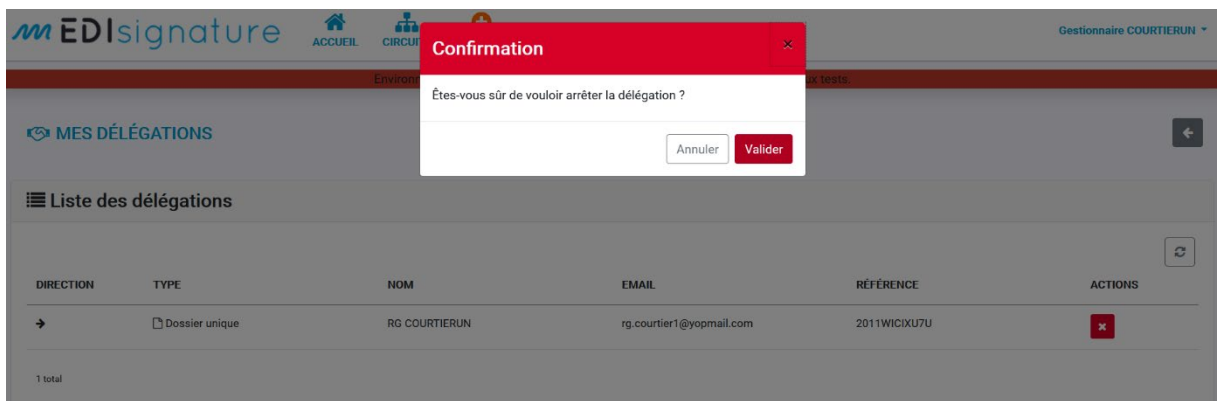 EDIsignature
ACCUEIL
CIRCUI
Gestionnaire COURTIERUN
Confirmation
×
Environ
ux tests.
Êtes-vous sûr de vouloir arrêter la délégation ?
Annuler
Valider
MES DÉLÉGATIONS
Liste des délégations
DIRECTION TYPE NOM EMAIL RÉFÉRENCE ACTIONS
Dossier unique RG COURTIERUN rg.courtier1@yopmail.com 2011WICIXU7U
1 total